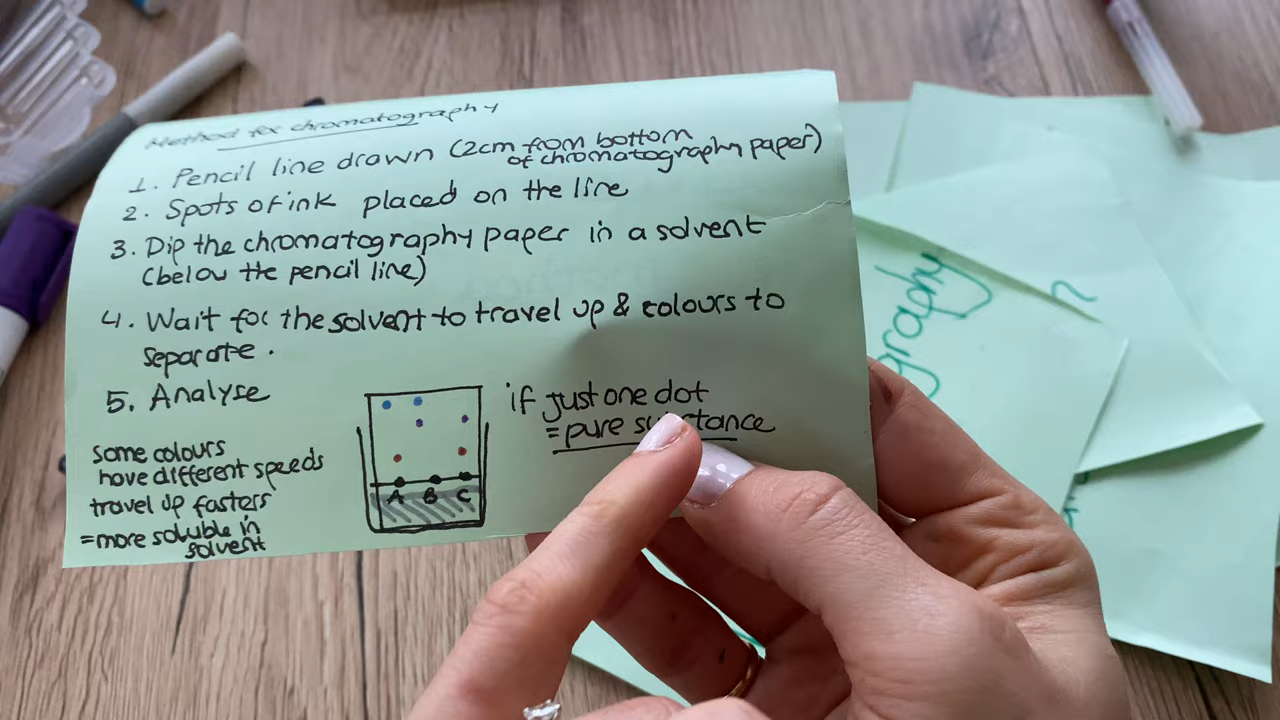 Method for chromatography
1. Pencil line drawn (2cm from bottom
of chromatography paper)
2. Spots of ink placed on the line
3. Dip the chromatography paper in a solvent
(below the pencil line)
4. Wait for the solvent to travel up & colours to
separate.
5. Analyse
some colours
have different speeds
travel up fasters
=more soluble in
solvent
A B C
if just one dot
=pure
graphy